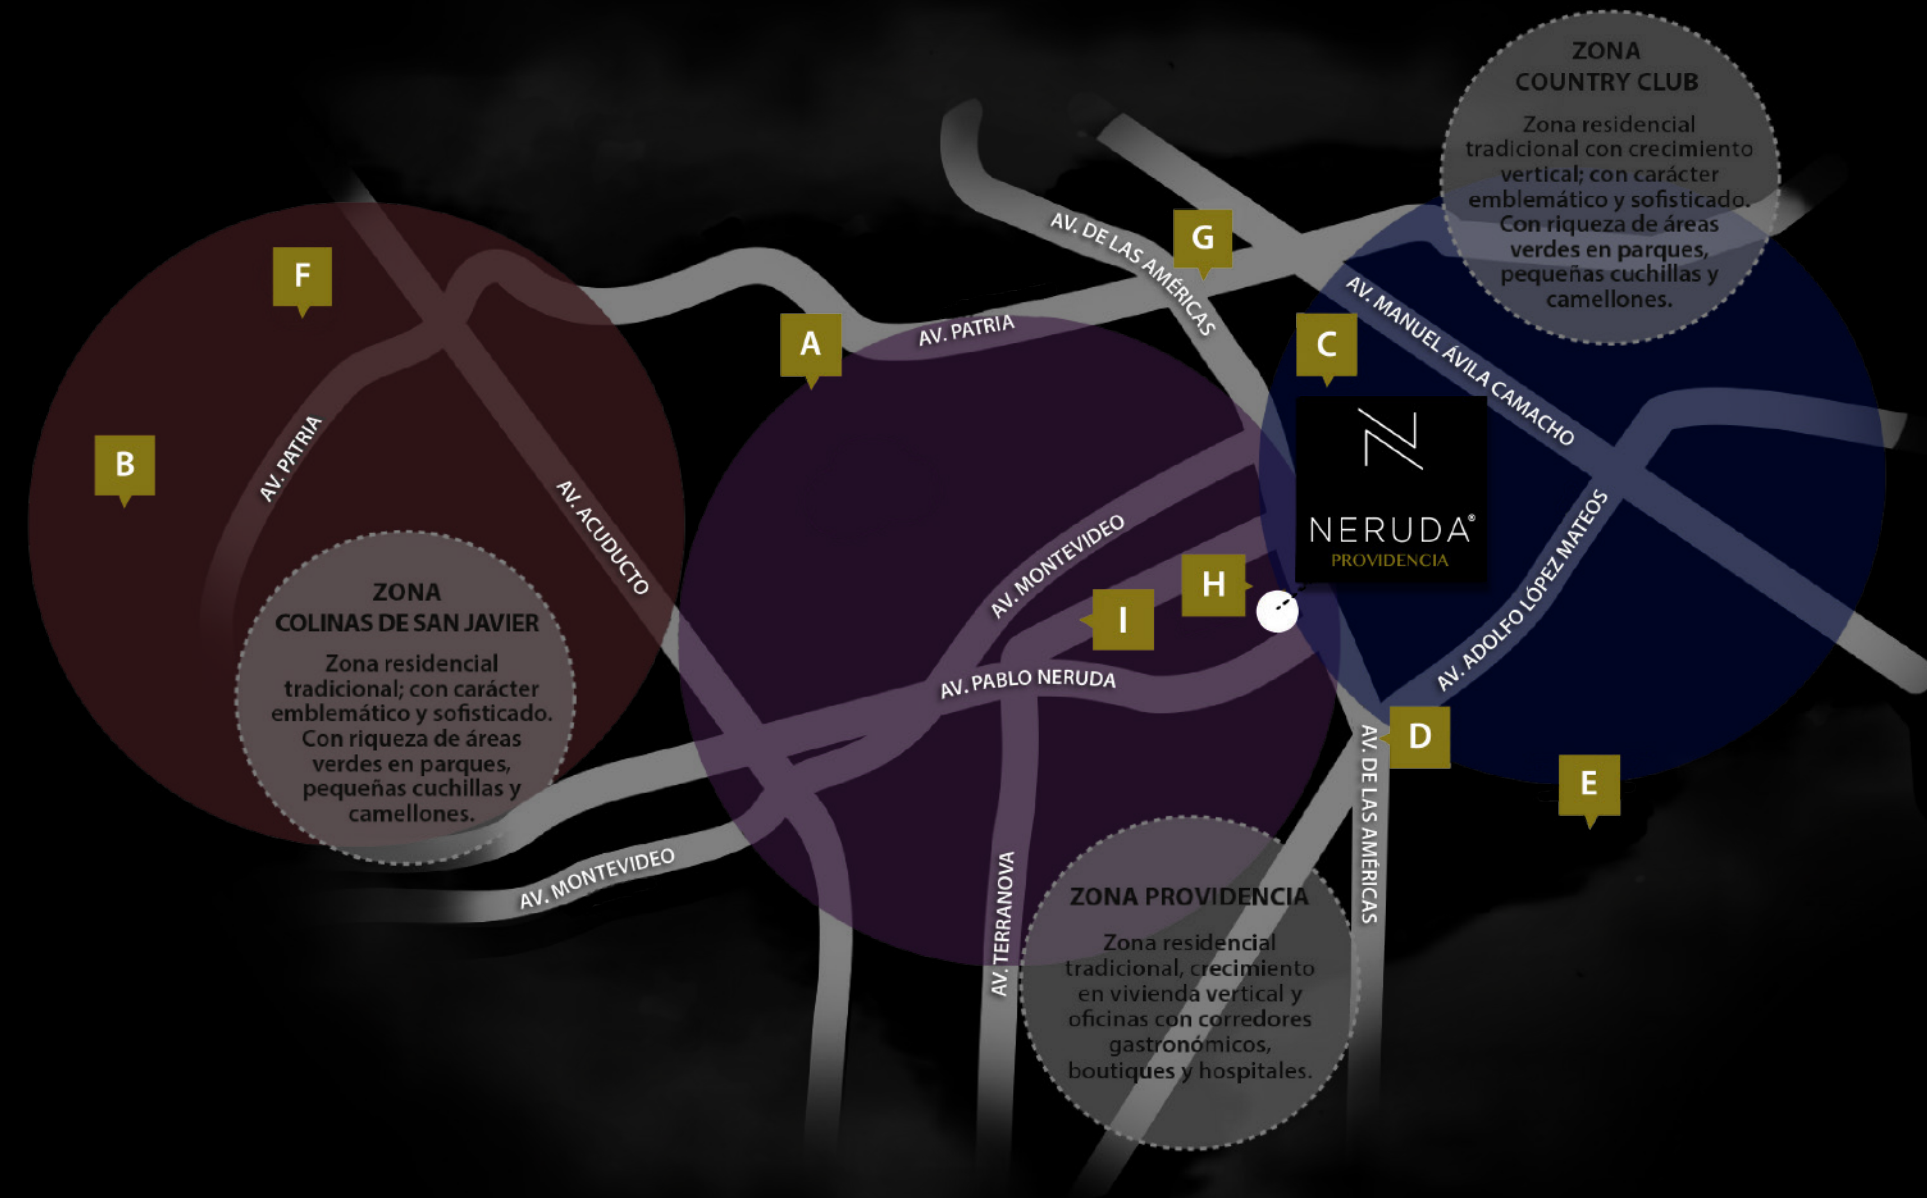 ZONA
COUNTRY CLUB
Zona residencial
tradicional con crecimiento
vertical; con carácter
emblemático y sofisticado.
Con riqueza de áreas
verdes en parques,
pequeñas cuchillas y
camellones.
AV. DE LAS AMÉRICAS
G
F
A
AV. PATRIA
C
AV. MANUEL ÁVILA CAMACHO
B
AV. PATRIA
AV. ACUDUCTO
NERUDA®
PROVIDENCIA
AV. MONTEVIDEO
H
I
AV. ADOLFO LÓPEZ MATEOS
AV. PABLO NERUDA
ZONA
COLINAS DE SAN JAVIER
Zona residencial
tradicional; con carácter
emblemático y sofisticado.
Con riqueza de áreas
verdes en parques,
pequeñas cuchillas y
camellones.
D
E
AV. DE LAS AMÉRICAS
AV. MONTEVIDEO
AV. TERRANOVA
ZONA PROVIDENCIA
Zona residencial
tradicional, crecimiento
en vivienda vertical y
oficinas con corredores
gastronómicos,
boutiques y hospitales.